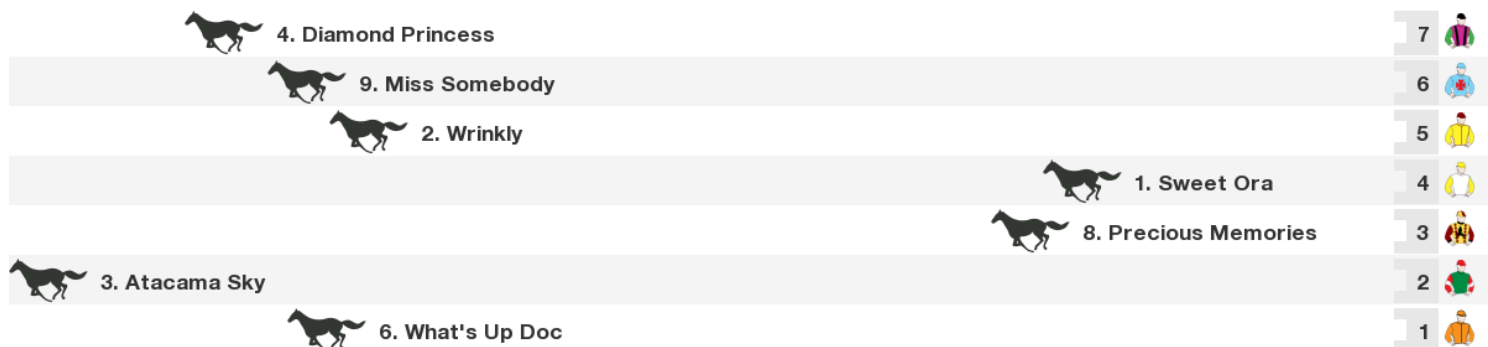 4. Diamond Princess 7
9. Miss Somebody 6
2. Wrinkly 5
1. Sweet Ora 4
8. Precious Memories 3
3. Atacama Sky 2
6. What's Up Doc 1